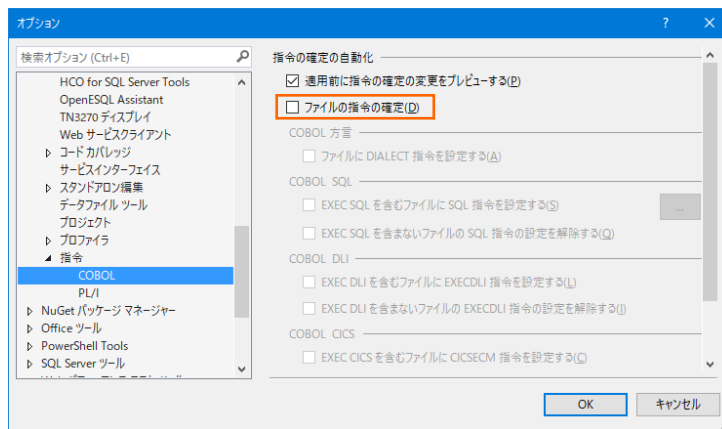 オプション
検索オプション (Ctrl+E)
HCO for SQL Server Tools
OpenESQL Assistant
TN3270 ディスプレイ
Web サービスクライアント
コード カバレッジ
サービスインターフェイス
スタンドアロン編集
データファイル ツール
プロジェクト
プロファイラ
指令
COBOL
PL/I
NuGet パッケージ マネージャー
Office ツール
PowerShell Tools
SQL Server ツール
指令の確定の自動化
適用前に指令の確定の変更をプレビューする(P)
ファイルの指令の確定(D)
COBOL 方言
ファイルに DIALECT 指令を設定する(A)
COBOL SQL
EXEC SQL を含むファイルに SQL 指令を設定する(S)
...
EXEC SQL を含まないファイルの SQL 指令の設定を解除する(Q)
COBOL DLI
EXEC DLI を含むファイルに EXECDLI 指令を設定する(L)
EXEC DLI を含まないファイルの EXECDLI 指令の設定を解除する(I)
COBOL CICS
EXEC CICS を含むファイルに CICSECM 指令を設定する(C)
OK
キャンセル